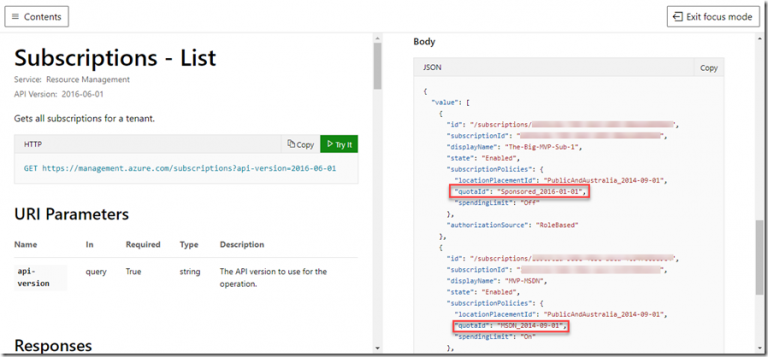 Contents
Exit focus mode
Subscriptions - List
Service: Resource Management
API Version: 2016-06-01
Gets all subscriptions for a tenant.
HTTP
Copy
Try It
GET https://management.azure.com/subscriptions?api-version=2016-06-01
URI Parameters
Name In Required Type Description
api-version query True string The API version to use for the operation.
Responses
Body
JSON
Copy
{
"value": [
{
"id": "/subscriptions/
",
"subscriptionId": "
",
"displayName": "The-Big-MVP-Sub-1",
"state": "Enabled",
"subscriptionPolicies": {
"locationPlacementId": "PublicAndAustralia_2014-09-01",
"quotaId": "Sponsored_2016-01-01",
"spendingLimit": "Off"
},
"authorizationSource": "RoleBased"
},
{
"id": "/subscriptions/
",
"subscriptionId": "
",
"displayName": "MVP-MSDN",
"state": "Enabled",
"subscriptionPolicies": {
"locationPlacementId": "PublicAndAustralia_2014-09-01",
"quotaId": "MSDN_2014-09-01",
"spendingLimit": "On"
},